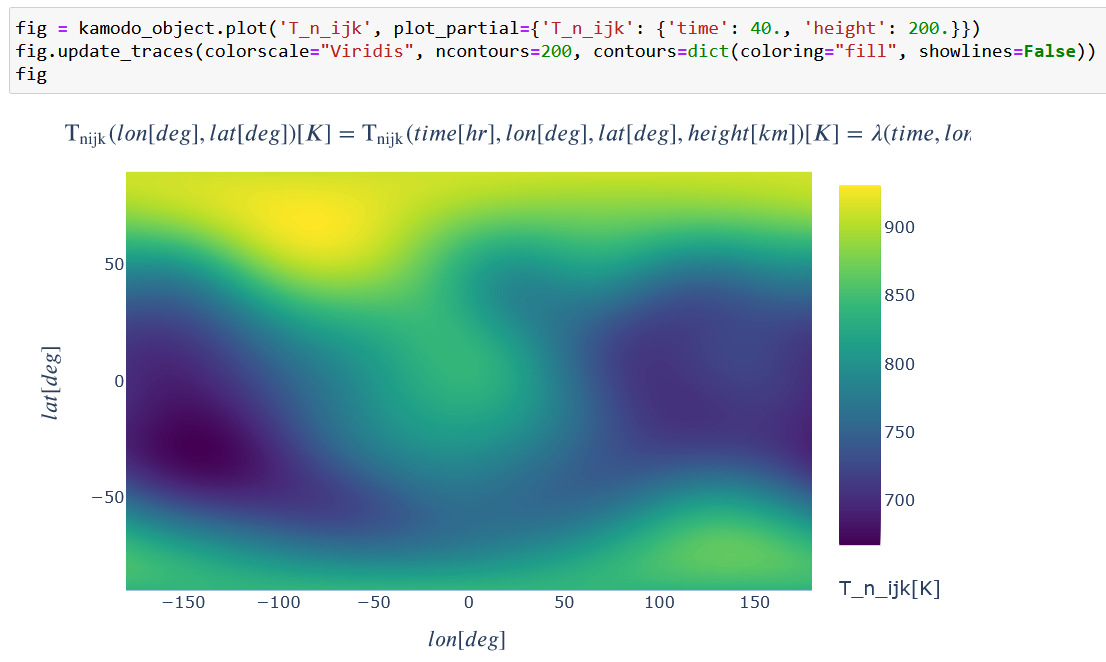 fig = kamodo_object.plot('T_n_ijk', plot_partial={'T_n_ijk': {'time': 40., 'height': 200.}})
fig.update_traces(colorscale="Viridis", ncontours=200, contours=dict(coloring="fill", showlines=False))
fig
Tnijk(lon[deg], lat[deg])[K] = Tnijk(time[hr], lon[deg], lat[deg], height[km])[K] = λ(time, lon
900
850
800
750
700
T_n_ijk[K]
50
0
−50
lat[deg]
−150 −100 −50 0 50 100 150
lon[deg]